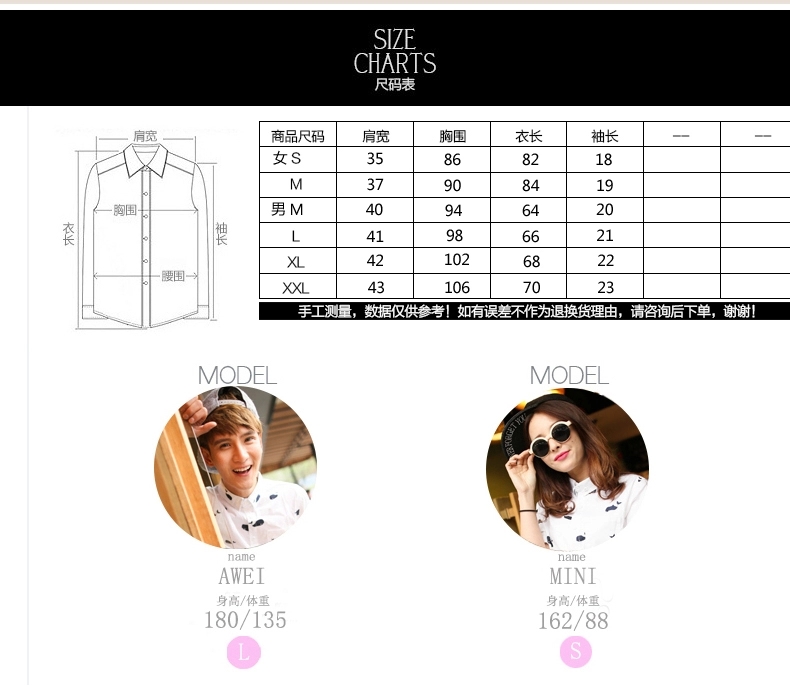 SIZE
CHARTS
尺码表
肩宽
胸围
衣长
袖长
腰围
商品尺码 肩宽 胸围 衣长 袖长 -- --
女 S 35 86 82 18
M 37 90 84 19
男 M 40 94 64 20
L 41 98 66 21
XL 42 102 68 22
XXL 43 106 70 23
手工测量，数据仅供参考！如有误差不作为退换货理由，请咨询后下单，谢谢！
MODEL
name
AWEI
身高/体重
180/135
L
MODEL
name
MINI
身高/体重
162/88
S